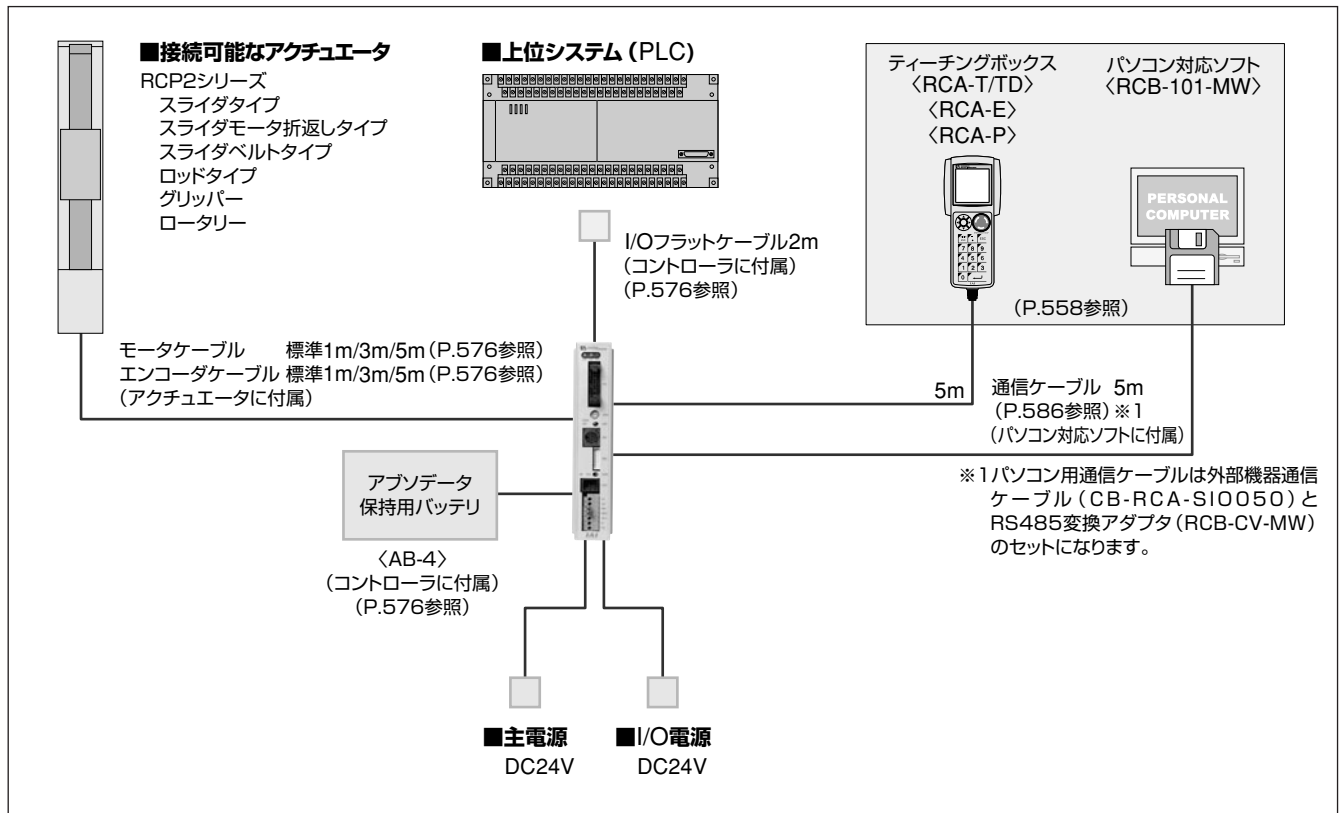 ■接続可能なアクチュエータ
RCP2シリーズ
スライダタイプ
スライダモータ折返しタイプ
スライダベルトタイプ
ロッドタイプ
グリッパー
ロータリー
■上位システム（PLC）
ティーチングボックス
〈RCA-T/TD〉
〈RCA-E〉
〈RCA-P〉
パソコン対応ソフト
〈RCB-101-MW〉
PERSONAL
COMPUTER
7 8 9
4 5 6
1 2 3
0
（P.558参照）
I/Oフラットケーブル2m
（コントローラに付属）
（P.576参照）
モータケーブル 標準1m/3m/5m（P.576参照）
エンコーダケーブル 標準1m/3m/5m（P.576参照）
（アクチュエータに付属）
5m
通信ケーブル 5m
（P.586参照）※1
（パソコン対応ソフトに付属）
※1パソコン用通信ケーブルは外部機器通信
ケーブル（CB-RCA-SIO050）と
RS485変換アダプタ（RCB-CV-MW）
のセットになります。
アブソデータ
保持用バッテリ
〈AB-4〉
（コントローラに付属）
（P.576参照）
■主電源
DC24V
■I/O電源
DC24V